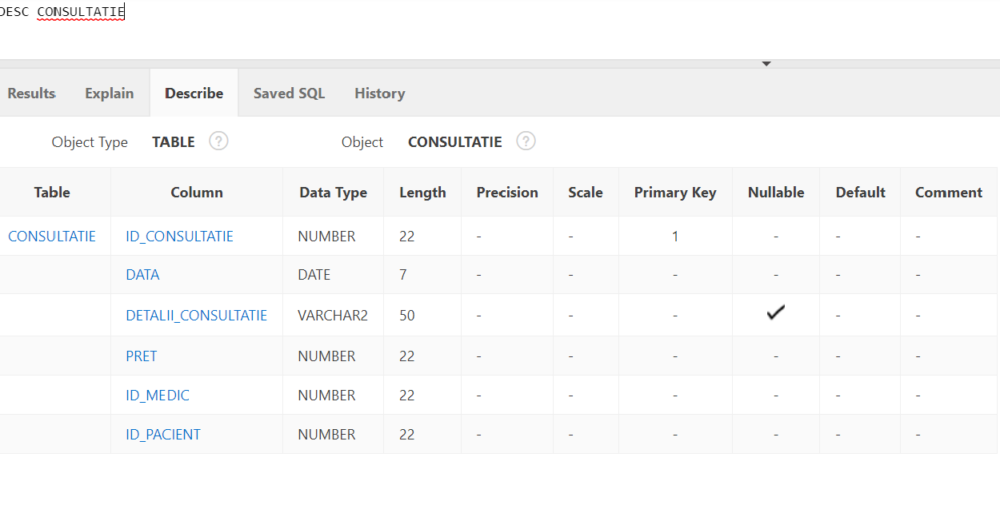 DESC CONSULTATIE
Results Explain Describe Saved SQL History
Object Type TABLE ? Object CONSULTATIE ?
Table Column Data Type Length Precision Scale Primary Key Nullable Default Comment
CONSULTATIE ID_CONSULTATIE NUMBER 22 - - 1 - - -
DATA DATE 7 - - - - - -
DETALII_CONSULTATIE VARCHAR2 50 - - - ✓ - -
PRET NUMBER 22 - - - - - -
ID_MEDIC NUMBER 22 - - - - - -
ID_PACIENT NUMBER 22 - - - - - -